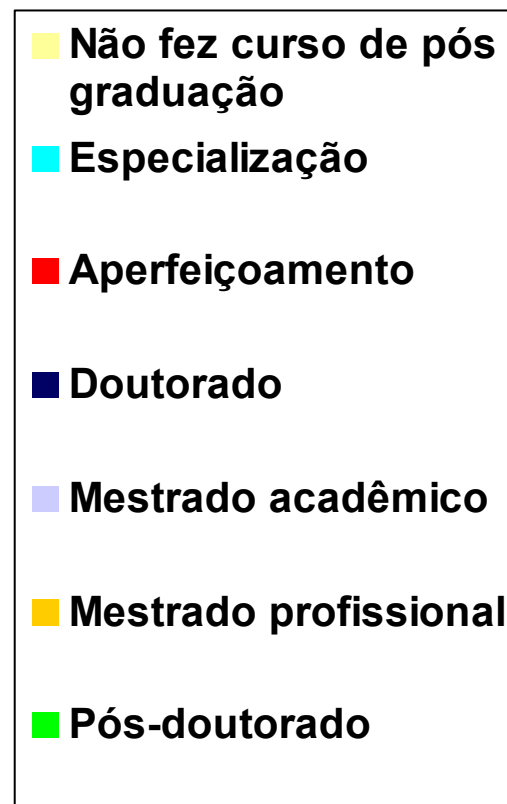 Não fez curso de pós
graduação
Especialização
Aperfeiçoamento
Doutorado
Mestrado acadêmico
Mestrado profissional
Pós-doutorado